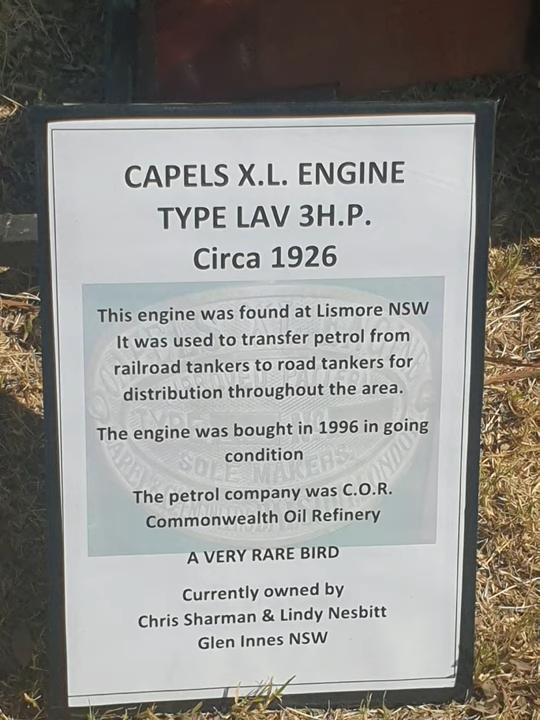 CAPELS X.L. ENGINE
TYPE LAV 3H.P.
Circa 1926
This engine was found at Lismore NSW
It was used to transfer petrol from
railroad tankers to road tankers for
distribution throughout the area.
The engine was bought in 1996 in going
condition
SOLE MAKERS
The petrol company was C.O.R.
Commonwealth Oil Refinery
A VERY RARE BIRD
Currently owned by
Chris Sharman & Lindy Nesbitt
Glen Innes NSW